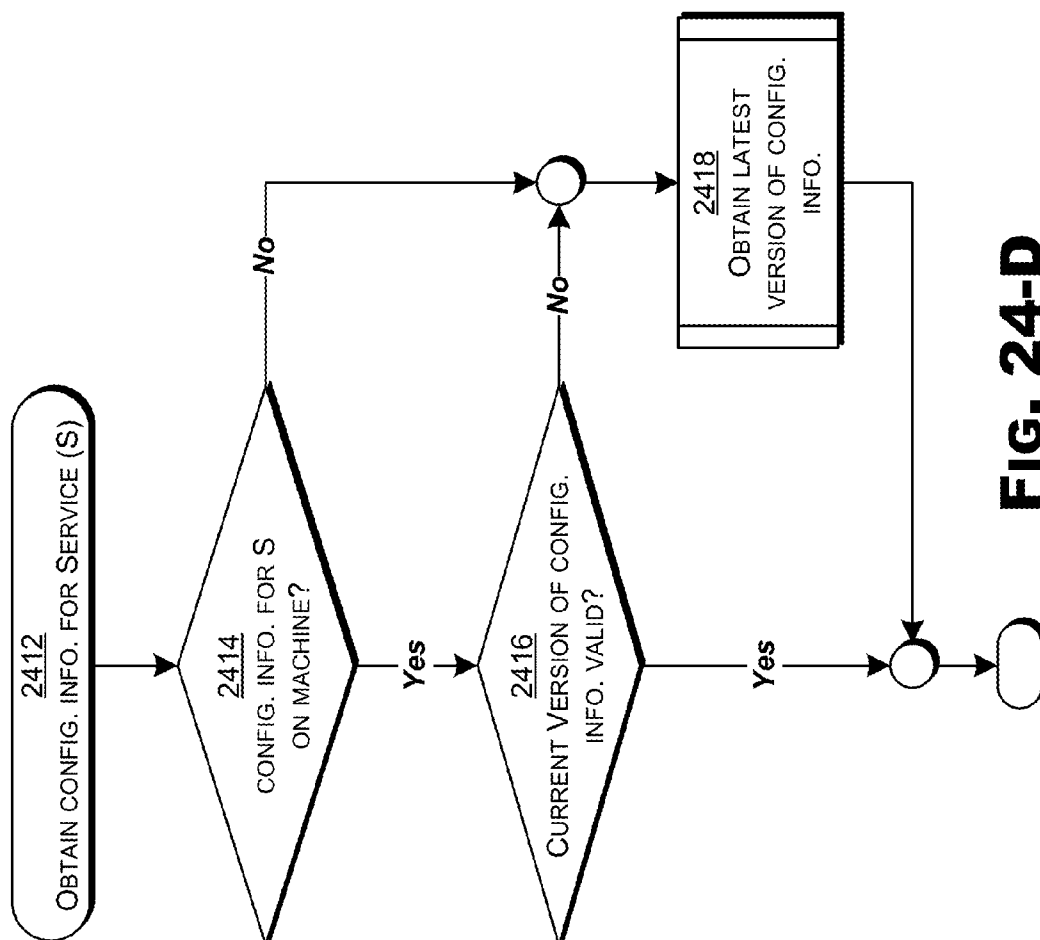 2412
OBTAIN CONFIG. INFO. FOR SERVICE (S)
2414
CONFIG. INFO. FOR S
ON MACHINE?
No
Yes
2416
CURRENT VERSION OF CONFIG.
INFO. VALID?
No
Yes
2418
OBTAIN LATEST
VERSION OF CONFIG.
INFO.
FIG. 24-D